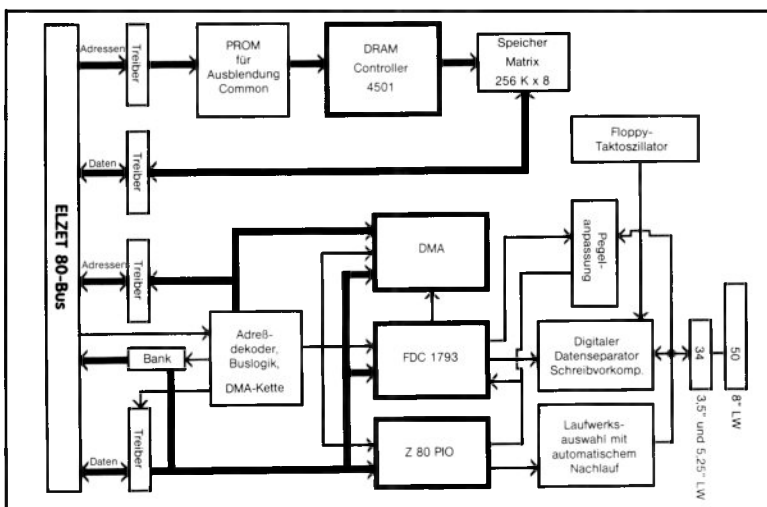 ELZET 80-Bus
Adressen
Treiber
PROM
für
Ausblendung
Common
DRAM
Controller
4501
Speicher
Matrix
256 K x 8
Daten
Treiber
Floppy-
Taktoszillator
Adressen
Treiber
DMA
Pegel-
anpassung
Adreß-
dekoder,
Buslogik,
DMA-Kette
Bank
FDC 1793
Digitaler
Datenseparator
Schreibvorkomp.
34
3,5" und 5.25" LW
50
8" LW
Daten
Treiber
Z 80 PIO
Laufwerks-
auswahl mit
automatischem
Nachlauf